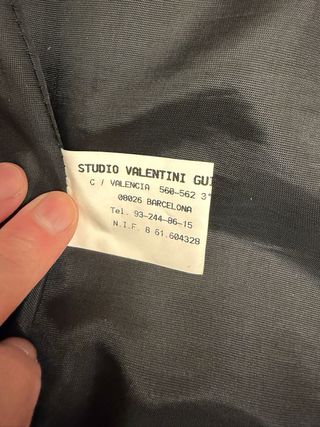 STUDIO VALENTINI GUI
C / VALENCIA 560-562 3º
08026 BARCELONA
Tel. 93-244-86-15
N.I.F. B 61.604328